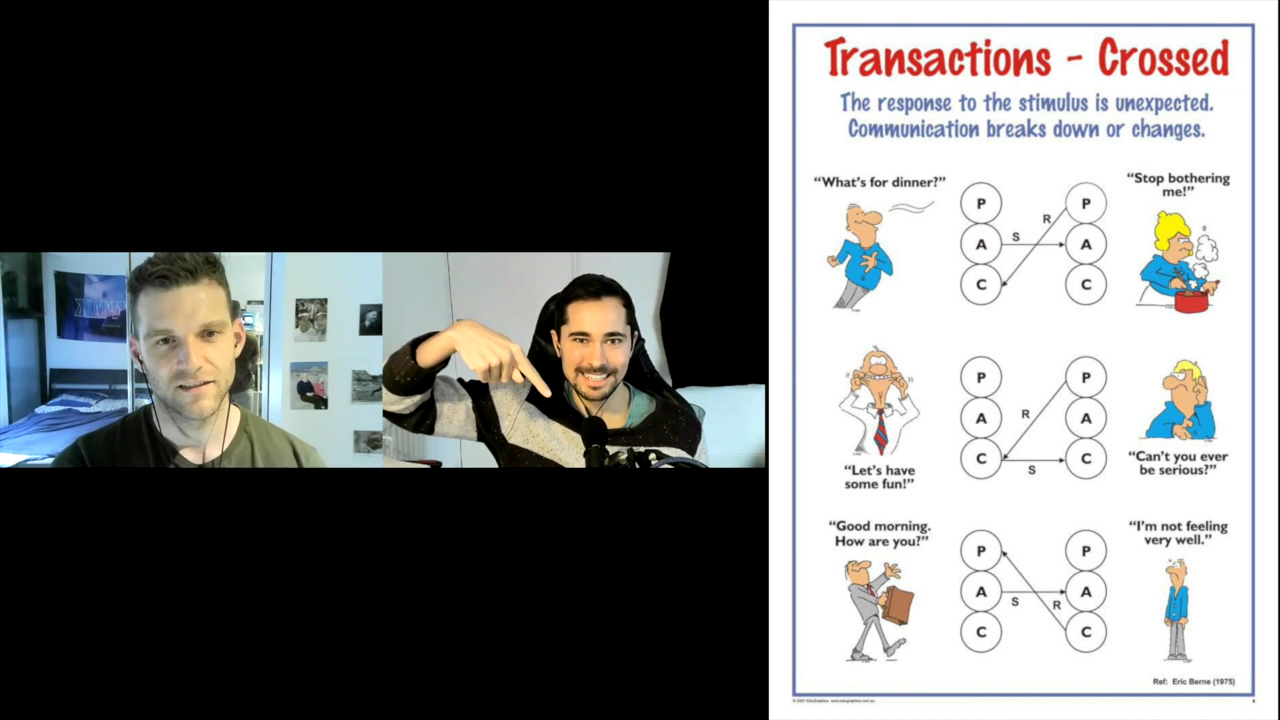 Transactions - Crossed
The response to the stimulus is unexpected.
Communication breaks down or changes.
“What's for dinner?”
P
A
C
S
R
P
A
C
“Stop bothering
me!”
“Let's have
some fun!”
P
A
C
R
S
P
A
C
“Can't you ever
be serious?”
“Good morning.
How are you?”
P
A
C
S
R
P
A
C
“I'm not feeling
very well.”
Ref: Eric Berne (1975)